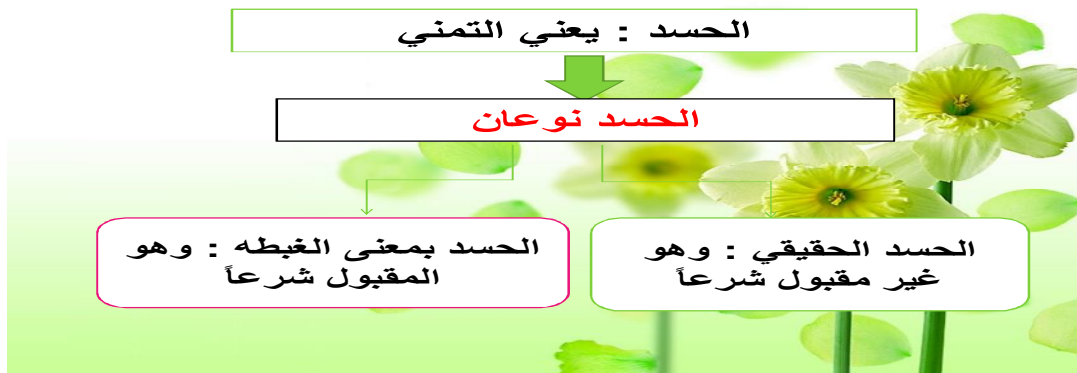 الحسد : يعني التمني
الحسد نوعان
الحسد الحقيقي : وهو
غير مقبول شرعاً
الحسد بمعنى الغبطه : وهو
المقبول شرعاً